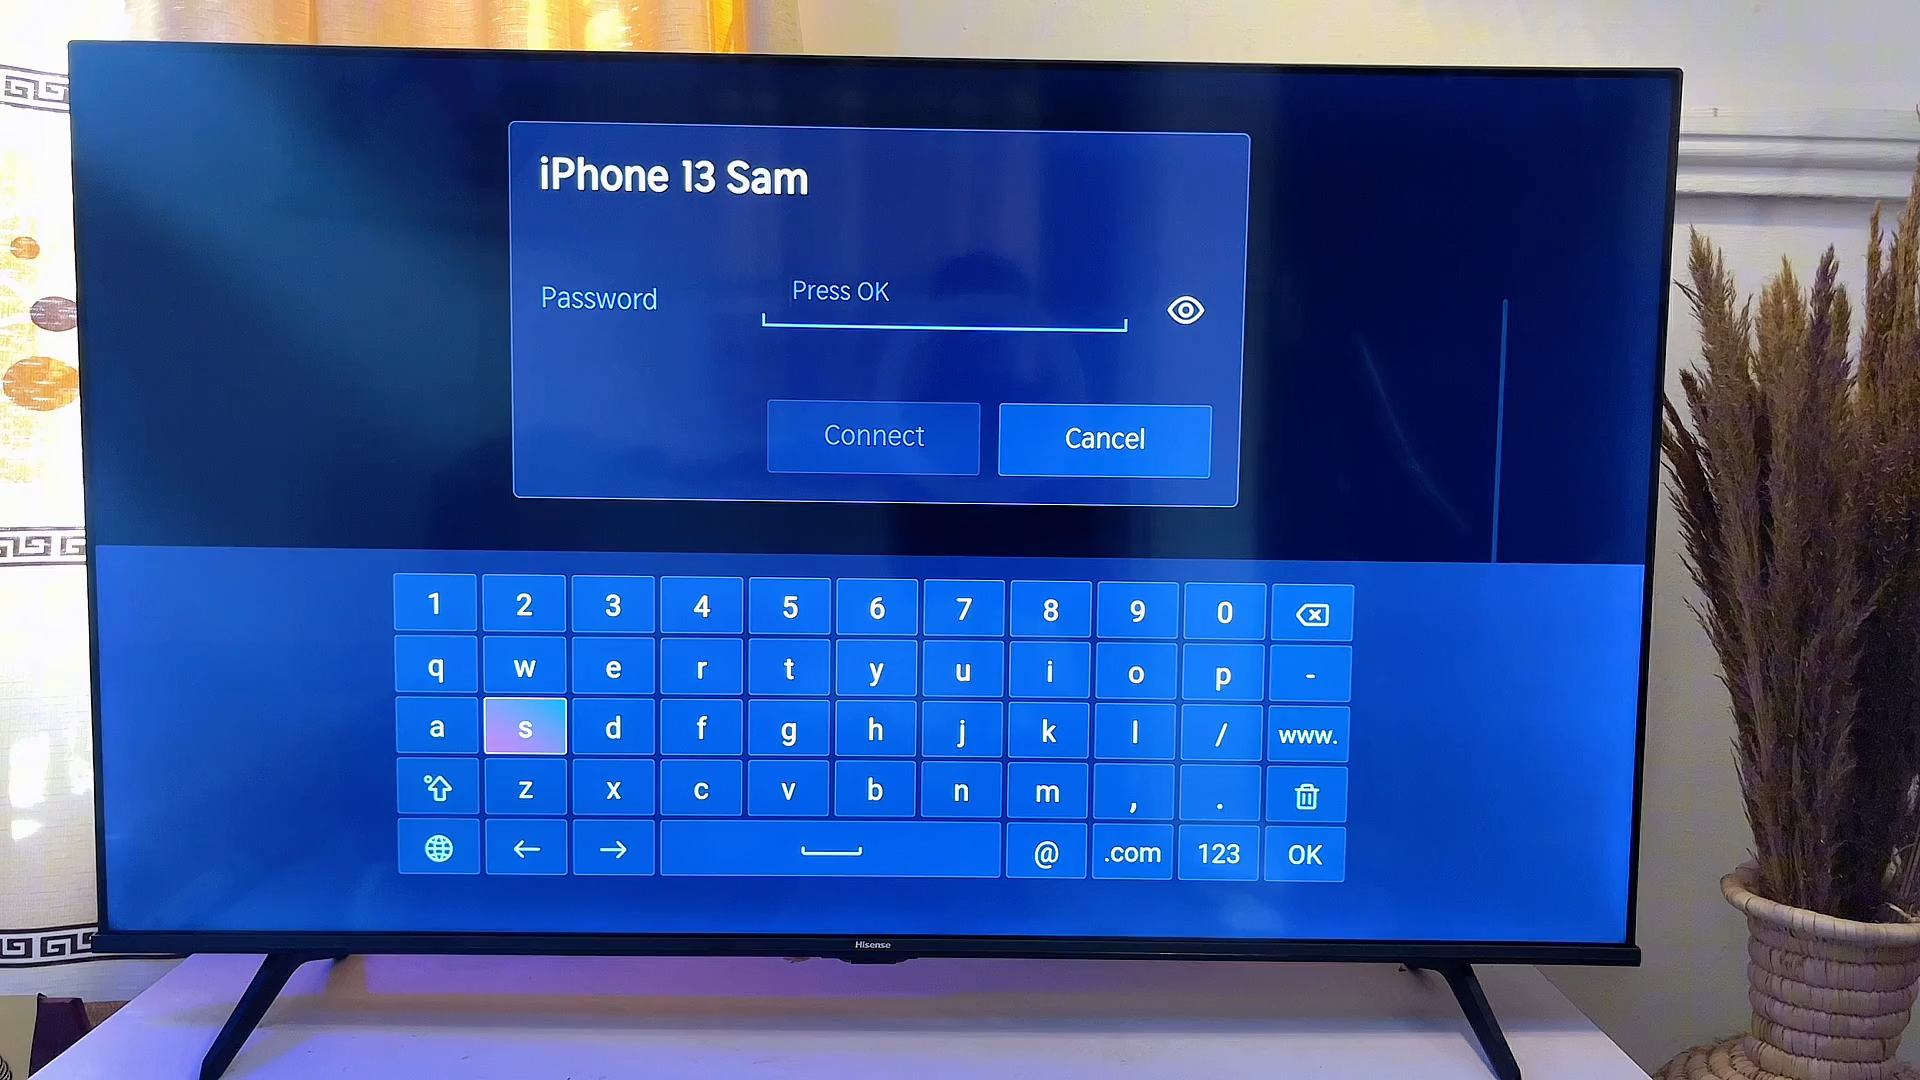 iPhone 13 Sam
Password Press OK
Connect Cancel
1 2 3 4 5 6 7 8 9 0
q w e r t y u i o p -
a s d f g h j k l / www.
z x c v b n m , .
@ .com 123 OK
Hisense